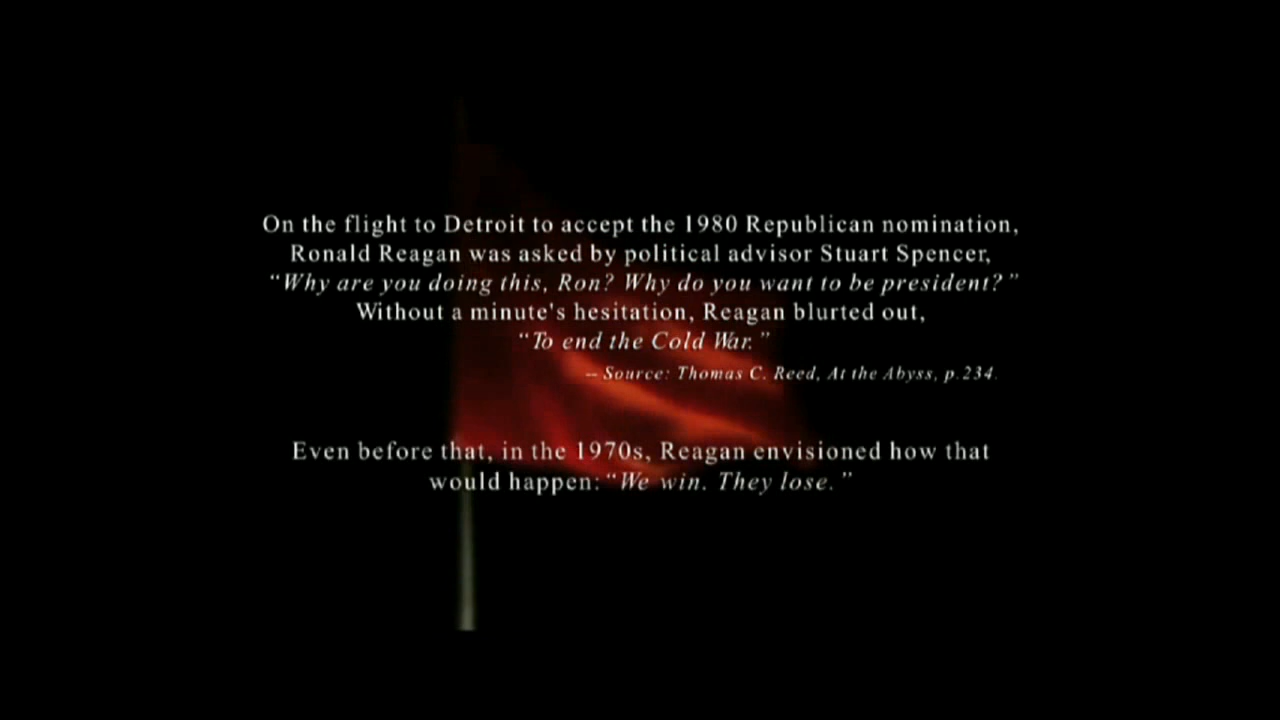 On the flight to Detroit to accept the 1980 Republican nomination,
Ronald Reagan was asked by political advisor Stuart Spencer,
“Why are you doing this, Ron? Why do you want to be president?”
Without a minute's hesitation, Reagan blurted out,
“To end the Cold War.”
-- Source: Thomas C. Reed, At the Abyss, p.234.
Even before that, in the 1970s, Reagan envisioned how that
would happen: “We win. They lose.”